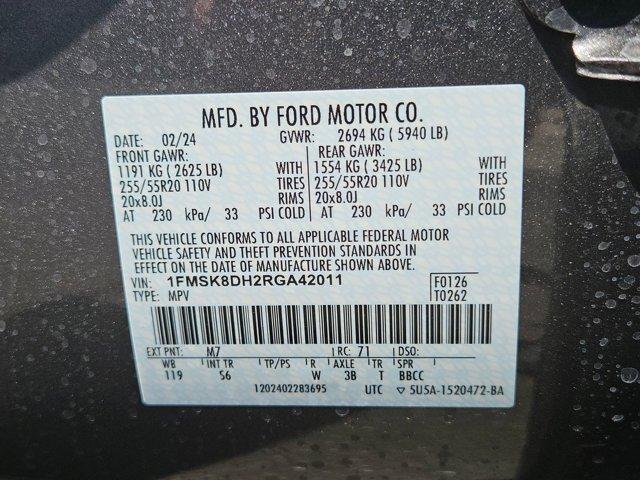 MFD. BY FORD MOTOR CO.
DATE: 02/24 GVWR: 2694 KG ( 5940 LB)
FRONT GAWR: REAR GAWR:
1191 KG ( 2625 LB) WITH 1554 KG ( 3425 LB) WITH
255/55R20 110V TIRES 255/55R20 110V TIRES
20x8.0J RIMS 20x8.0J RIMS
AT 230 kPa/ 33 PSI COLD AT 230 kPa/ 33 PSI COLD
THIS VEHICLE CONFORMS TO ALL APPLICABLE FEDERAL MOTOR
VEHICLE SAFETY AND THEFT PREVENTION STANDARDS IN
EFFECT ON THE DATE OF MANUFACTURE SHOWN ABOVE.
VIN: 1FMSK8DH2RGA42011 F0126
TYPE: MPV T0262
EXT PNT: M7 RC: 71 DSO:
WB INT TR TP/PS R AXLE TR SPR
119 S6 W 3B T BBCC
1202402283695 UTC ▽ 5U5A-1520472-BA